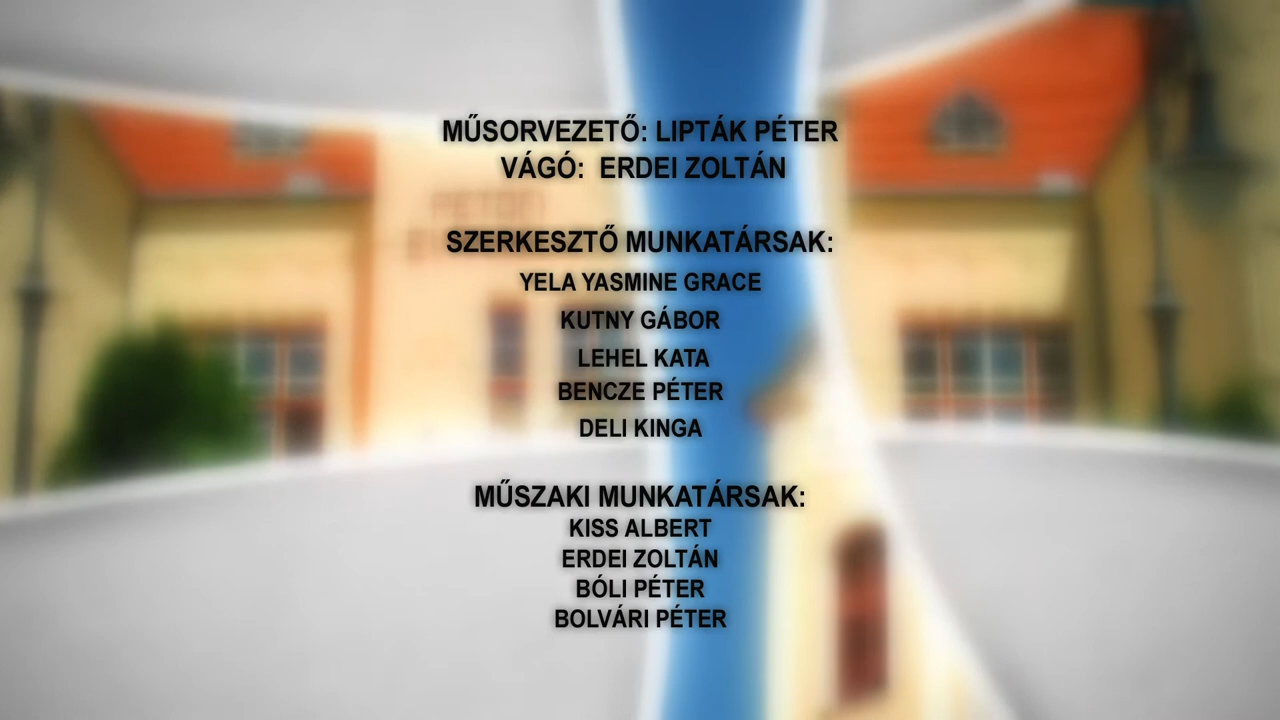 MŰSORVEZETŐ: LIPTÁK PÉTER
VÁGÓ: ERDEI ZOLTÁN
SZERKESZTŐ MUNKATÁRSAK:
YELA YASMINE GRACE
KUTNY GÁBOR
LEHEL KATA
BENCZE PÉTER
DELI KINGA
MŰSZAKI MUNKATÁRSAK:
KISS ALBERT
ERDEI ZOLTÁN
BÓLI PÉTER
BOLVÁRI PÉTER